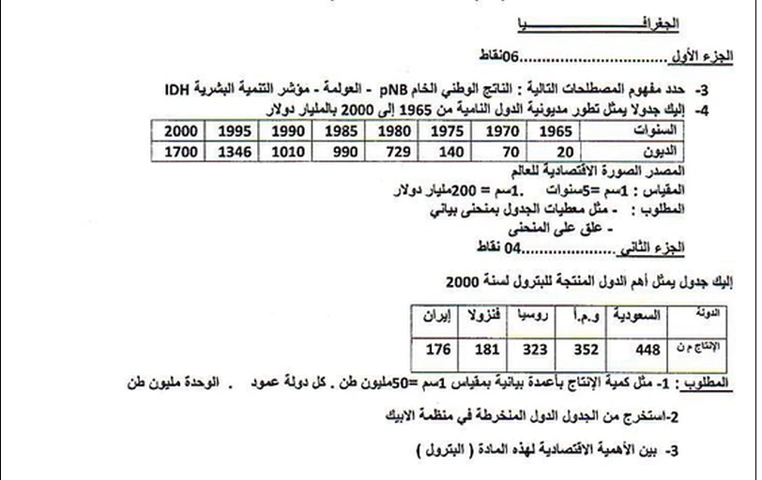 الجغرافيا
الجزء الأول ..............................06نقاط
3- حدد مفهوم المصطلحات التالية : الناتج الوطني الخام pNB - العولمة - مؤشر التنمية البشرية IDH
4- إليك جدولا يمثل تطور مديونية الدول النامية من 1965 إلى 2000 بالمليار دولار
السنوات 1965 1970 1975 1980 1985 1990 1995 2000
الديون 20 70 140 729 990 1010 1346 1700
المصدر الصورة الاقتصادية للعالم
المقياس : 1سم =5سنوات .1سم = 200مليار دولار
المطلوب : - مثل معطيات الجدول بمنحنى بياني
- علق على المنحنى
الجزء الثاني ....................04 نقاط
إليك جدول يمثل أهم الدول المنتجة للبترول لسنة 2000
الدولة السعودية و.م.أ روسيا فنزولا إيران
الإنتاج م ن 448 352 323 181 176
المطلوب : 1- مثل كمية الإنتاج بأعمدة بيانية بمقياس 1سم =50مليون طن . كل دولة عمود . الوحدة مليون طن
2-استخرج من الجدول الدول المنخرطة في منظمة الابيك
3- بين الأهمية الاقتصادية لهذه المادة ( البترول )